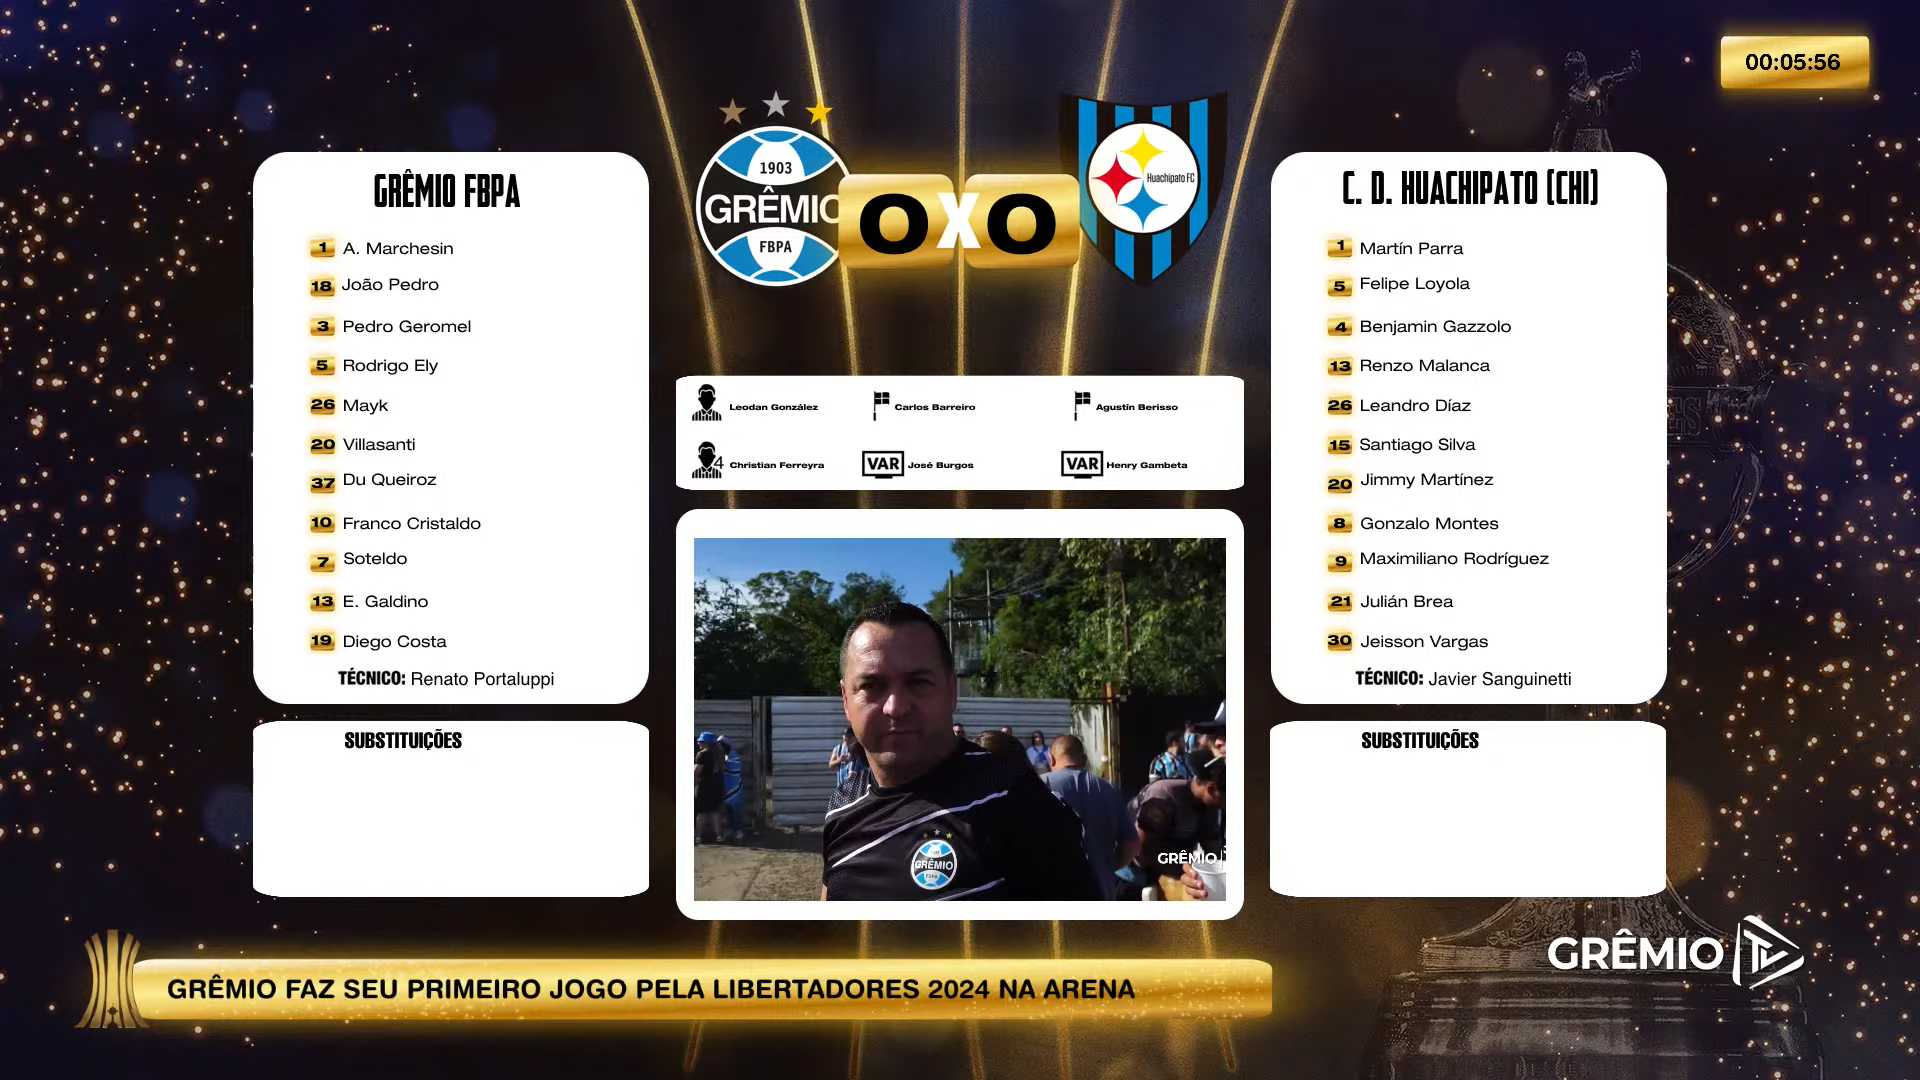 00:05:56
1903
GRÊMIO
FBPA
0X0
Huachipato FC
GRÊMIO FBPA
1 A. Marchesin
18 João Pedro
3 Pedro Geromel
5 Rodrigo Ely
26 Mayk
20 Villasanti
37 Du Queiroz
10 Franco Cristaldo
7 Soteldo
13 E. Galdino
19 Diego Costa
TÉCNICO: Renato Portaluppi
SUBSTITUIÇÕES
Leodan González
Carlos Barreiro
Agustín Berisso
4 Christian Ferreyra
VAR José Burgos
VAR Henry Gambeta
GRÊMIO
GRÊMIO
C. D. HUACHIPATO (CHI)
1 Martín Parra
5 Felipe Loyola
4 Benjamin Gazzolo
13 Renzo Malanca
26 Leandro Díaz
15 Santiago Silva
20 Jimmy Martínez
8 Gonzalo Montes
9 Maximiliano Rodríguez
21 Julián Brea
30 Jeisson Vargas
TÉCNICO: Javier Sanguinetti
SUBSTITUIÇÕES
GRÊMIO FAZ SEU PRIMEIRO JOGO PELA LIBERTADORES 2024 NA ARENA
GRÊMIO TV